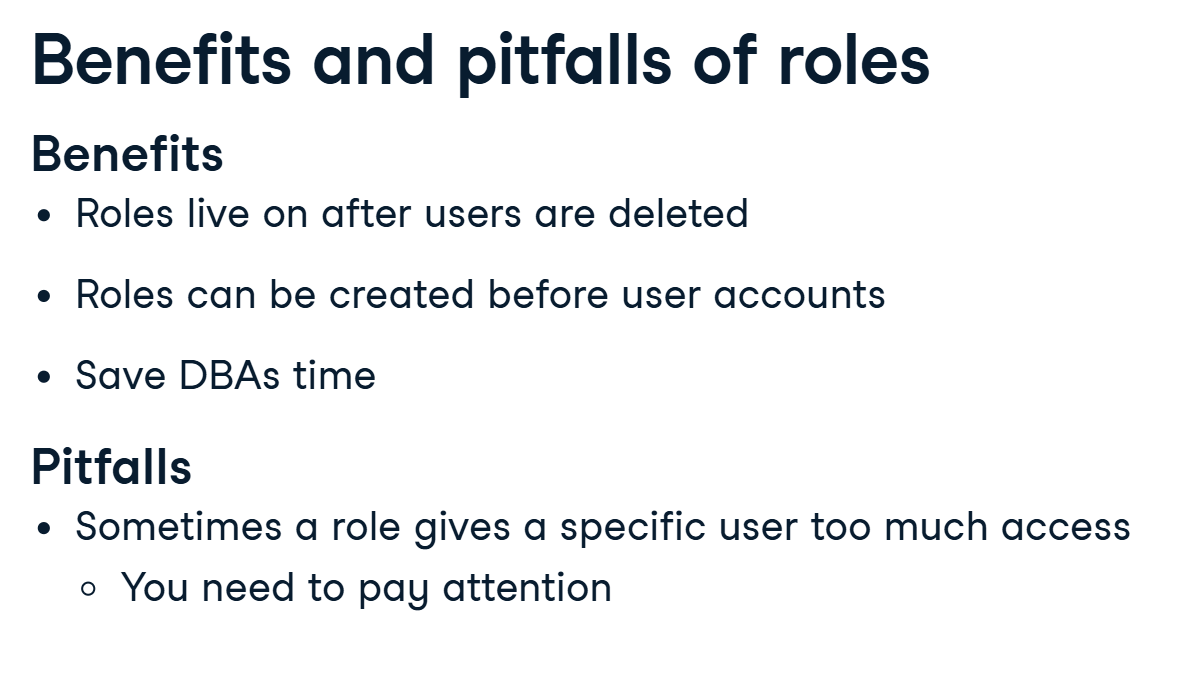 Benefits and pitfalls of roles
Benefits
• Roles live on after users are deleted
• Roles can be created before user accounts
• Save DBAs time
Pitfalls
• Sometimes a role gives a specific user too much access
○ You need to pay attention